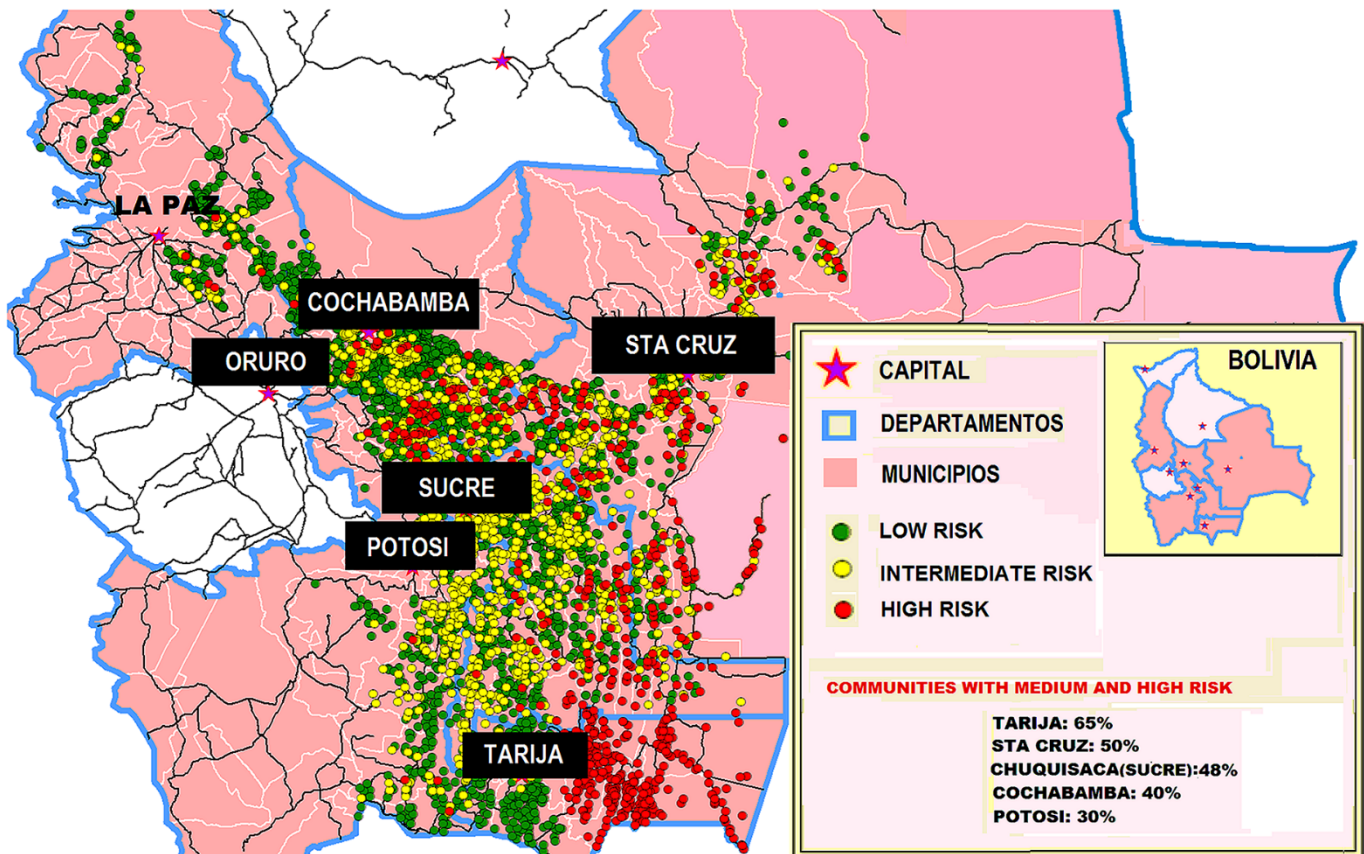 LA PAZ
COCHABAMBA
ORURO
STA CRUZ
SUCRE
POTOSI
TARIJA
BOLIVIA
CAPITAL
DEPARTAMENTOS
MUNICIPIOS
LOW RISK
INTERMEDIATE RISK
HIGH RISK
COMMUNITIES WITH MEDIUM AND HIGH RISK
TARIJA: 65%
STA CRUZ: 50%
CHUQUISACA(SUCRE):48%
COCHABAMBA: 40%
POTOSI: 30%